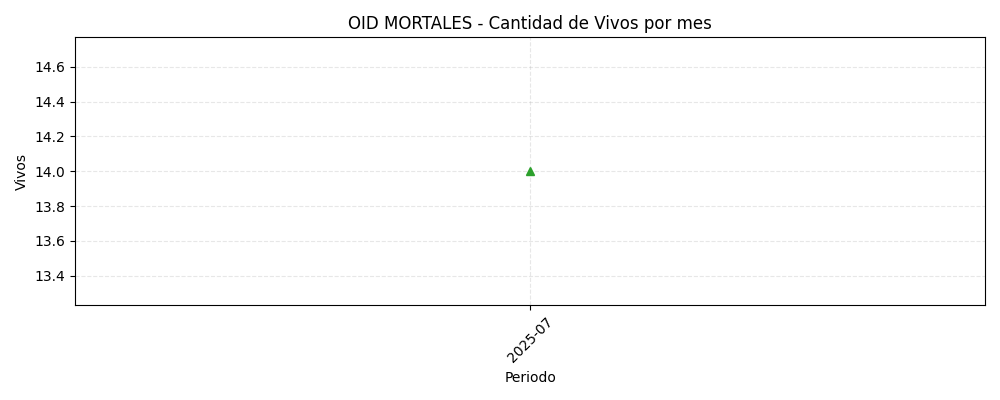 OID MORTALES - Cantidad de Vivos por mes
14.6
14.4
14.2
14.0
13.8
13.6
13.4
Vivos
2025-07
Periodo